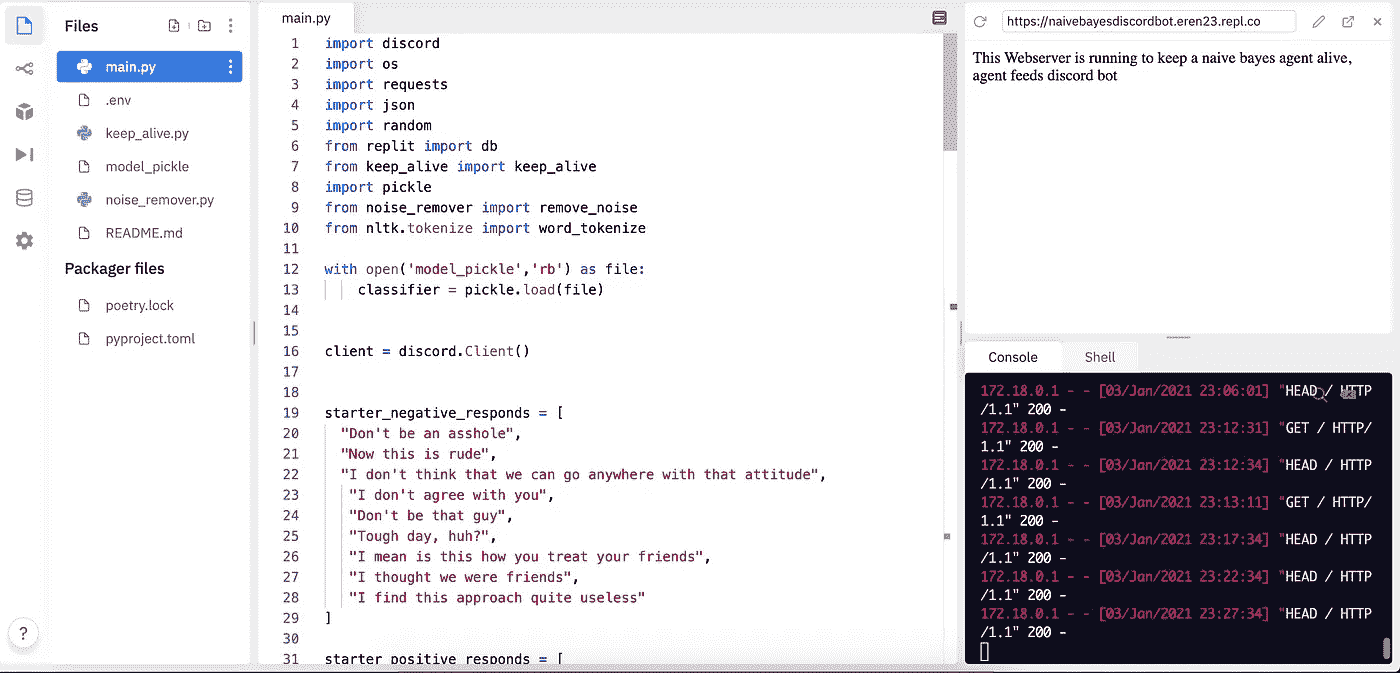 Files
main.py
.env
keep_alive.py
model_pickle
noise_remover.py
README.md
Packager files
poetry.lock
pyproject.toml
?
main.py
1 import discord
2 import os
3 import requests
4 import json
5 import random
6 from replit import db
7 from keep_alive import keep_alive
8 import pickle
9 from noise_remover import remove_noise
10 from nltk.tokenize import word_tokenize
11
12 with open('model_pickle','rb') as file:
13     classifier = pickle.load(file)
14
15
16 client = discord.Client()
17
18
19 starter_negative_responds = [
20   "Don't be an asshole",
21   "Now this is rude",
22   "I don't think that we can go anywhere with that attitude",
23    "I don't agree with you",
24    "Don't be that guy",
25    "Tough day, huh?",
26    "I mean is this how you treat your friends",
27    "I thought we were friends",
28    "I find this approach quite useless"
29 ]
30
31 starter_positive_responds = [
https://naivebayesdiscordbot.eren23.repl.co
This Webserver is running to keep a naive bayes agent alive,
agent feeds discord bot
Console Shell
172.18.0.1 - - [03/Jan/2021 23:06:01] "HEAD / HTTP
/1.1" 200 -
172.18.0.1 - - [03/Jan/2021 23:12:31] "GET / HTTP/
1.1" 200 -
172.18.0.1 - - [03/Jan/2021 23:12:34] "HEAD / HTTP
/1.1" 200 -
172.18.0.1 - - [03/Jan/2021 23:13:11] "GET / HTTP/
1.1" 200 -
172.18.0.1 - - [03/Jan/2021 23:17:34] "HEAD / HTTP
/1.1" 200 -
172.18.0.1 - - [03/Jan/2021 23:22:34] "HEAD / HTTP
/1.1" 200 -
172.18.0.1 - - [03/Jan/2021 23:27:34] "HEAD / HTTP
/1.1" 200 -